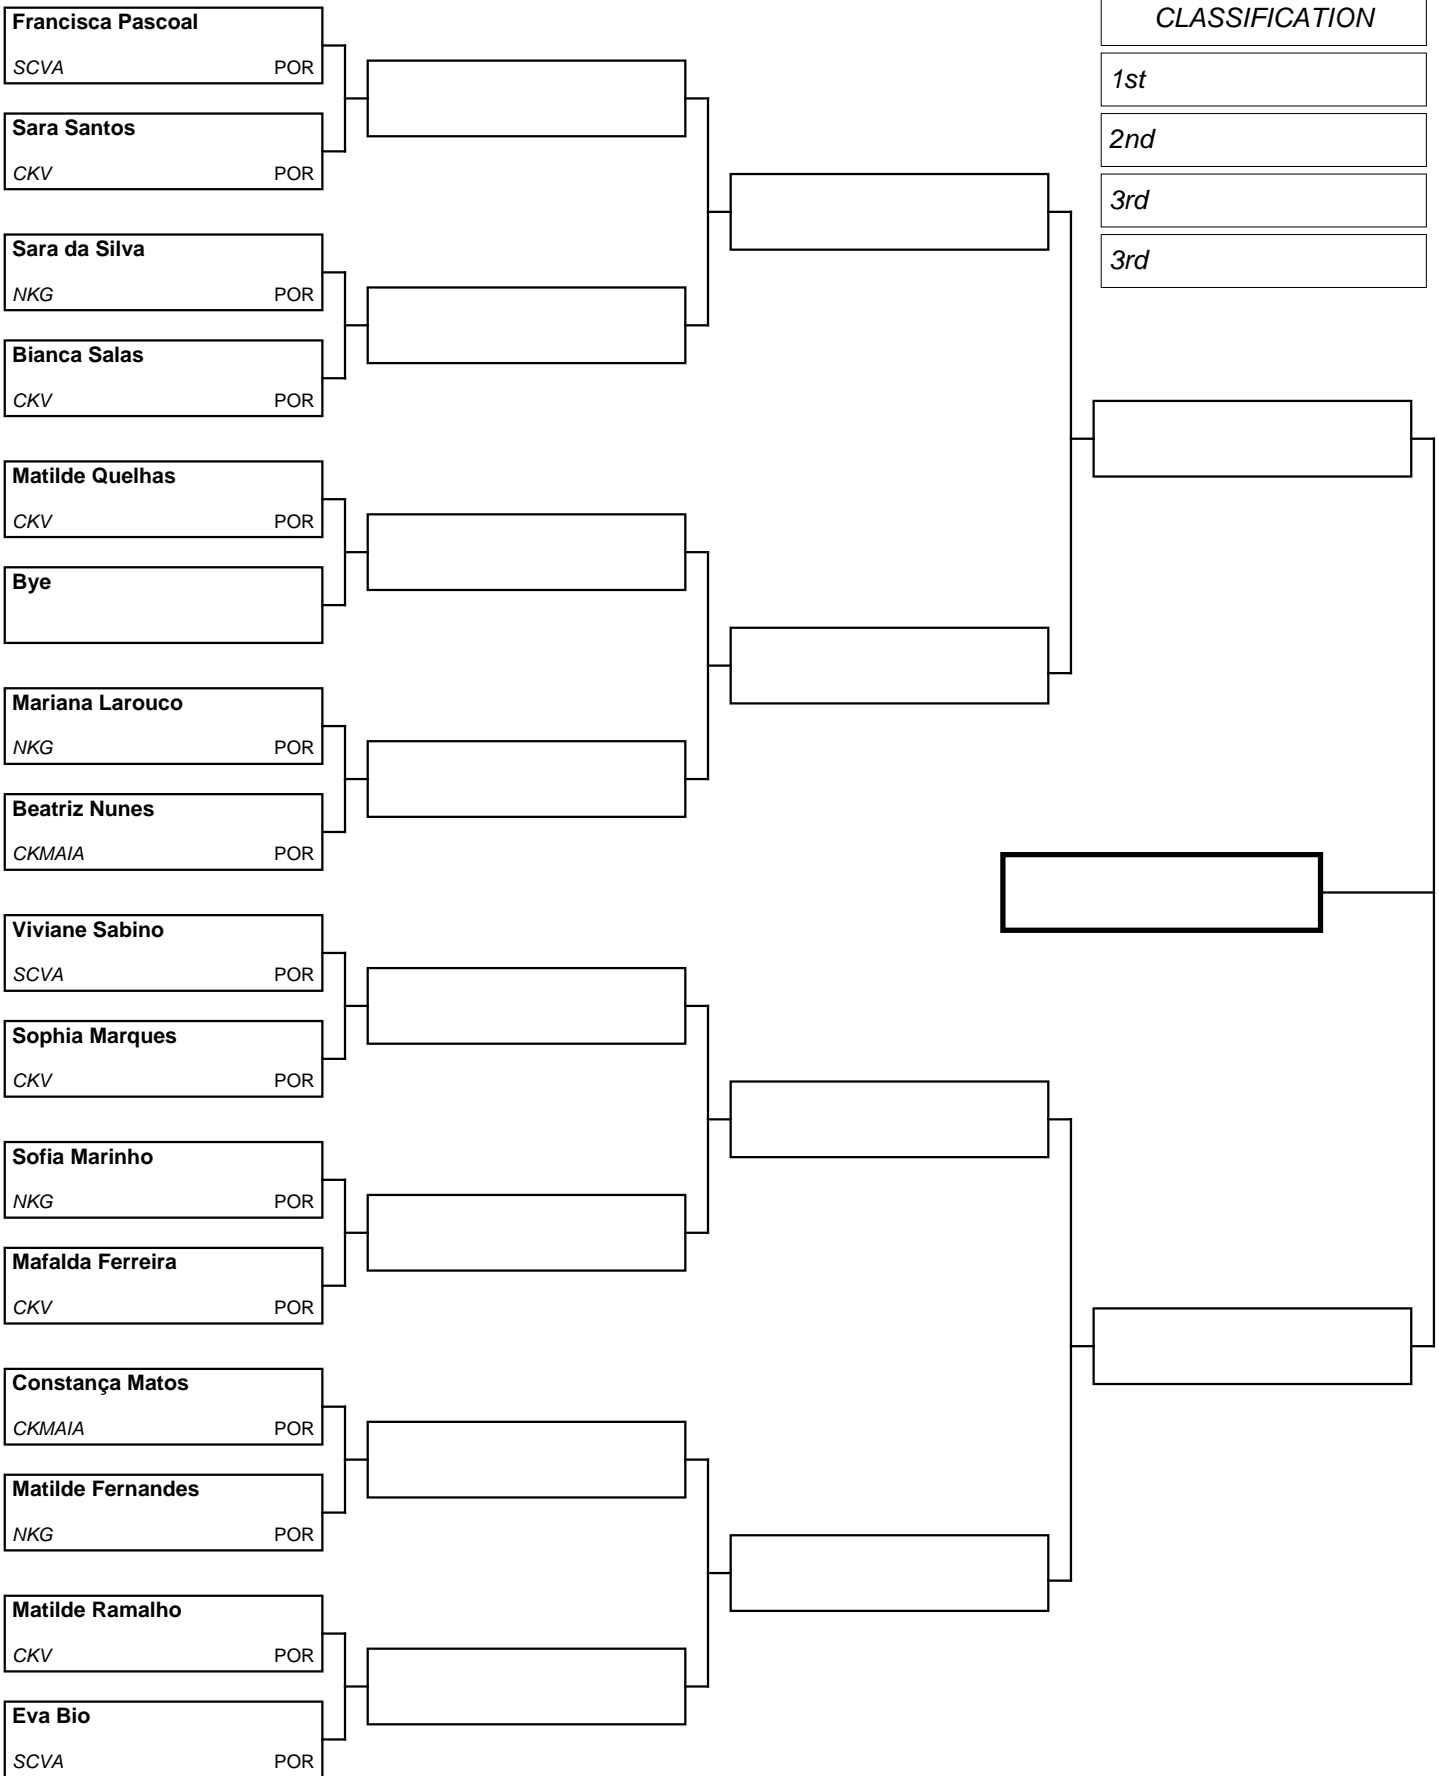 Francisca Pascoal
SCVA POR
Sara Santos
CKV POR
Sara da Silva
NKG POR
Bianca Salas
CKV POR
Matilde Quelhas
CKV POR
Bye
Mariana Larouco
NKG POR
Beatriz Nunes
CKMAIA POR
Viviane Sabino
SCVA POR
Sophia Marques
CKV POR
Sofia Marinho
NKG POR
Mafalda Ferreira
CKV POR
Constança Matos
CKMAIA POR
Matilde Fernandes
NKG POR
Matilde Ramalho
CKV POR
Eva Bio
SCVA POR
CLASSIFICATION
1st
2nd
3rd
3rd